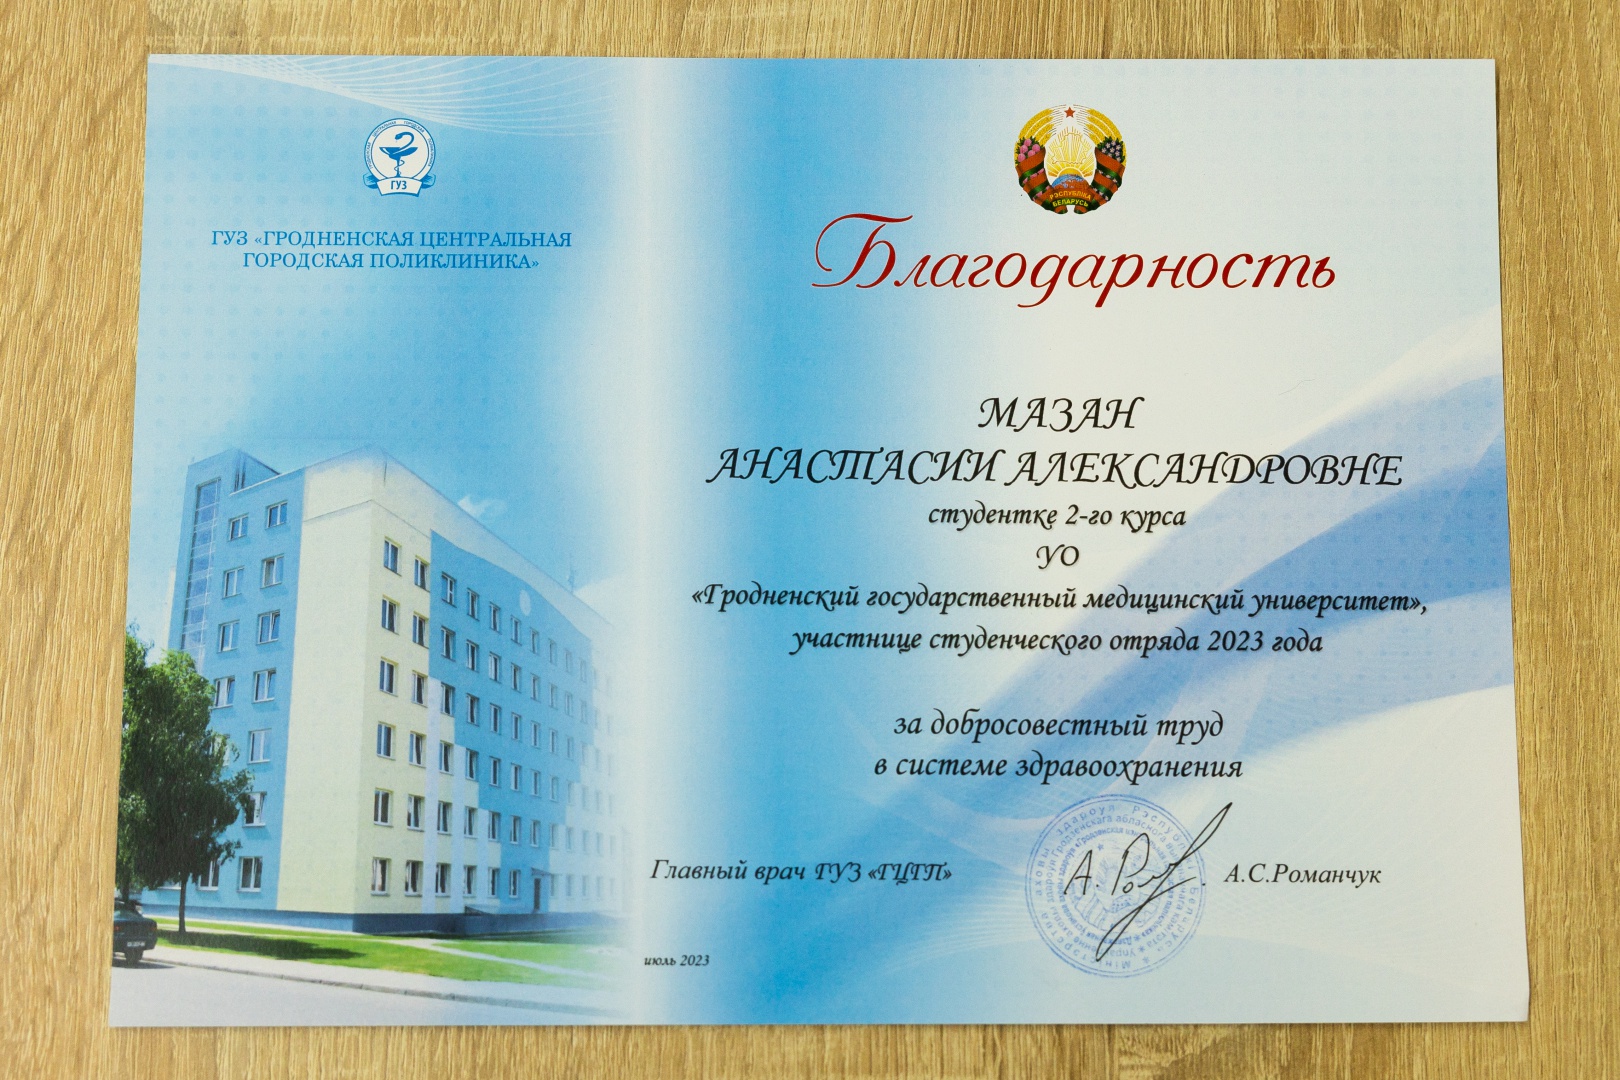 ГУЗ
ГУЗ «ГРОДНЕНСКАЯ ЦЕНТРАЛЬНАЯ
ГОРОДСКАЯ ПОЛИКЛИНИКА»
РЭСПУБЛІКА
БЕЛАРУСЬ
Благодарность
МАЗАН
АНАСТАСИИ АЛЕКСАНДРОВНЕ
студентке 2-го курса
УО
«Гродненский государственный медицинский университет»,
участнице студенческого отряда 2023 года
за добросовестный труд
в системе здравоохранения
Главный врач ГУЗ «ГЦГП»
А.С.Романчук
июль 2023